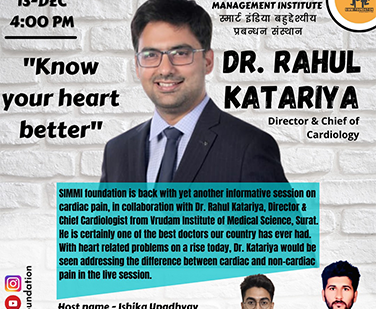 13-DEC
4:00 PM
MANAGEMENT INSTITUTE
स्मार्ट इंडिया बहुद्देश्यीय
प्रबन्धन संस्थान
"Know
your heart
better"
DR. RAHUL
KATARIYA
Director & Chief of
Cardiology
SIMMI foundation is back with yet another informative session on
cardiac pain, in collaboration with Dr. Rahul Katariya, Director &
Chief Cardiologist from Vrudam Institute of Medical Science, Surat.
He is certainly one of the best doctors our country has ever had.
With heart related problems on a rise today, Dr. Katariya would be
seen addressing the difference between cardiac and non-cardiac
pain in the live session.
Host name - Ishika Upadhyay